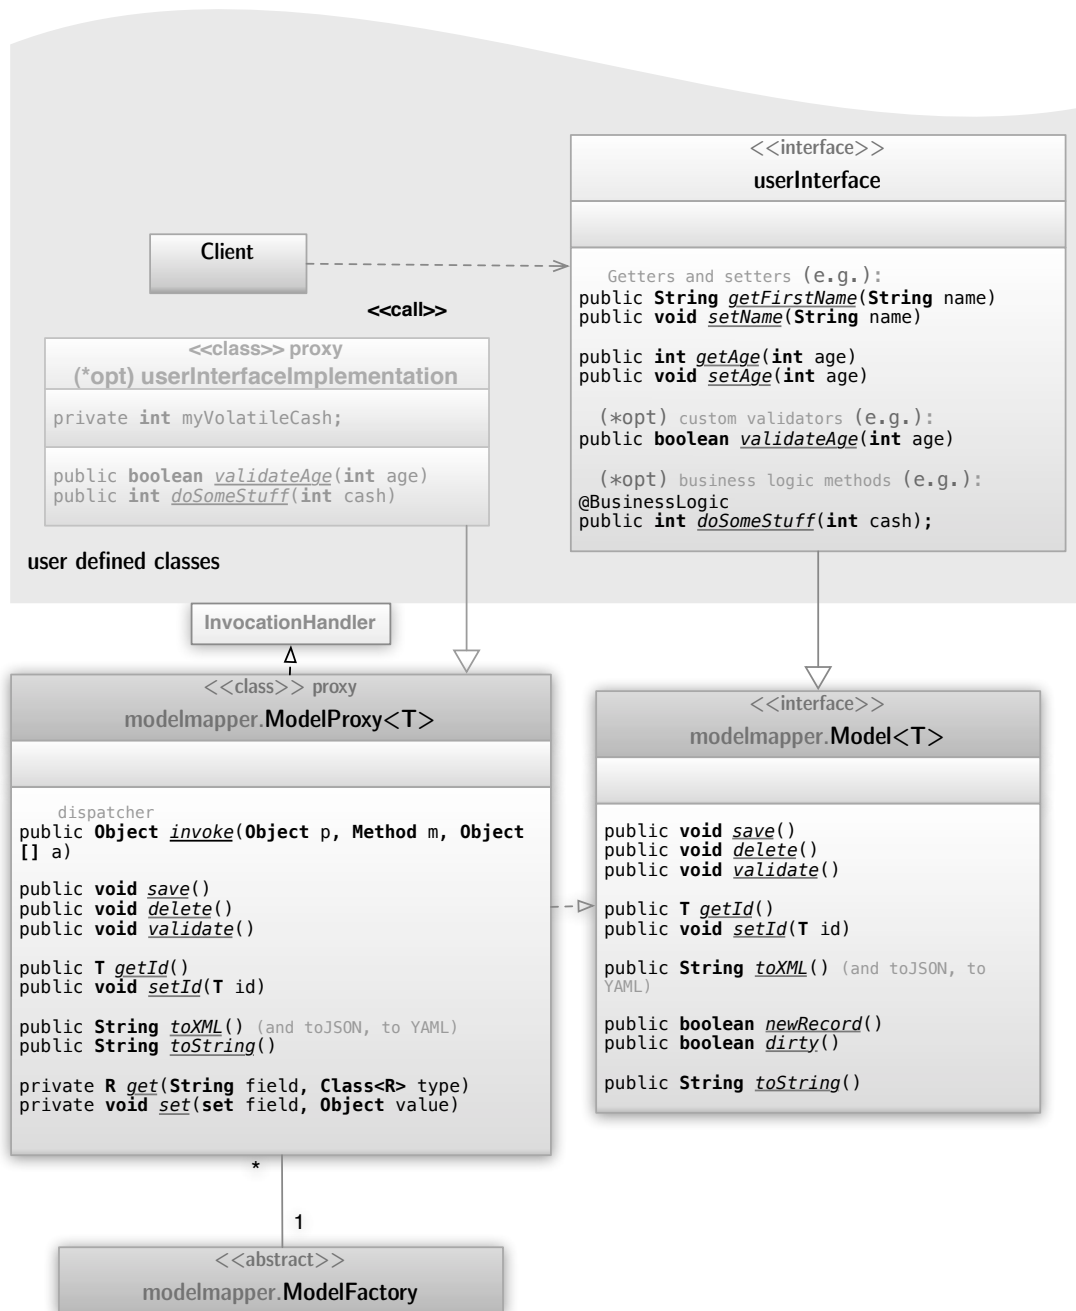 <<interface>>
userInterface
Getters and setters (e.g.):
public String getFirstName(String name)
public void setName(String name)
public int getAge(int age)
public void setAge(int age)
(*opt) custom validators (e.g.):
public boolean validateAge(int age)
(*opt) business logic methods (e.g.):
@BusinessLogic
public int doSomeStuff(int cash);
Client
<<call>>
<<class>> proxy
(*opt) userInterfaceImplementation
private int myVolatileCash;
public boolean validateAge(int age)
public int doSomeStuff(int cash)
user defined classes
InvocationHandler
<<class>> proxy
modelmapper.ModelProxy<T>
dispatcher
public Object invoke(Object p, Method m, Object
[] a)
public void save()
public void delete()
public void validate()
public T getId()
public void setId(T id)
public String toXML() (and toJSON, to YAML)
public String toString()
private R get(String field, Class<R> type)
private void set(set field, Object value)
<<interface>>
modelmapper.Model<T>
public void save()
public void delete()
public void validate()
public T getId()
public void setId(T id)
public String toXML() (and toJSON, to
YAML)
public boolean newRecord()
public boolean dirty()
public String toString()
*
1
<<abstract>>
modelmapper.ModelFactory